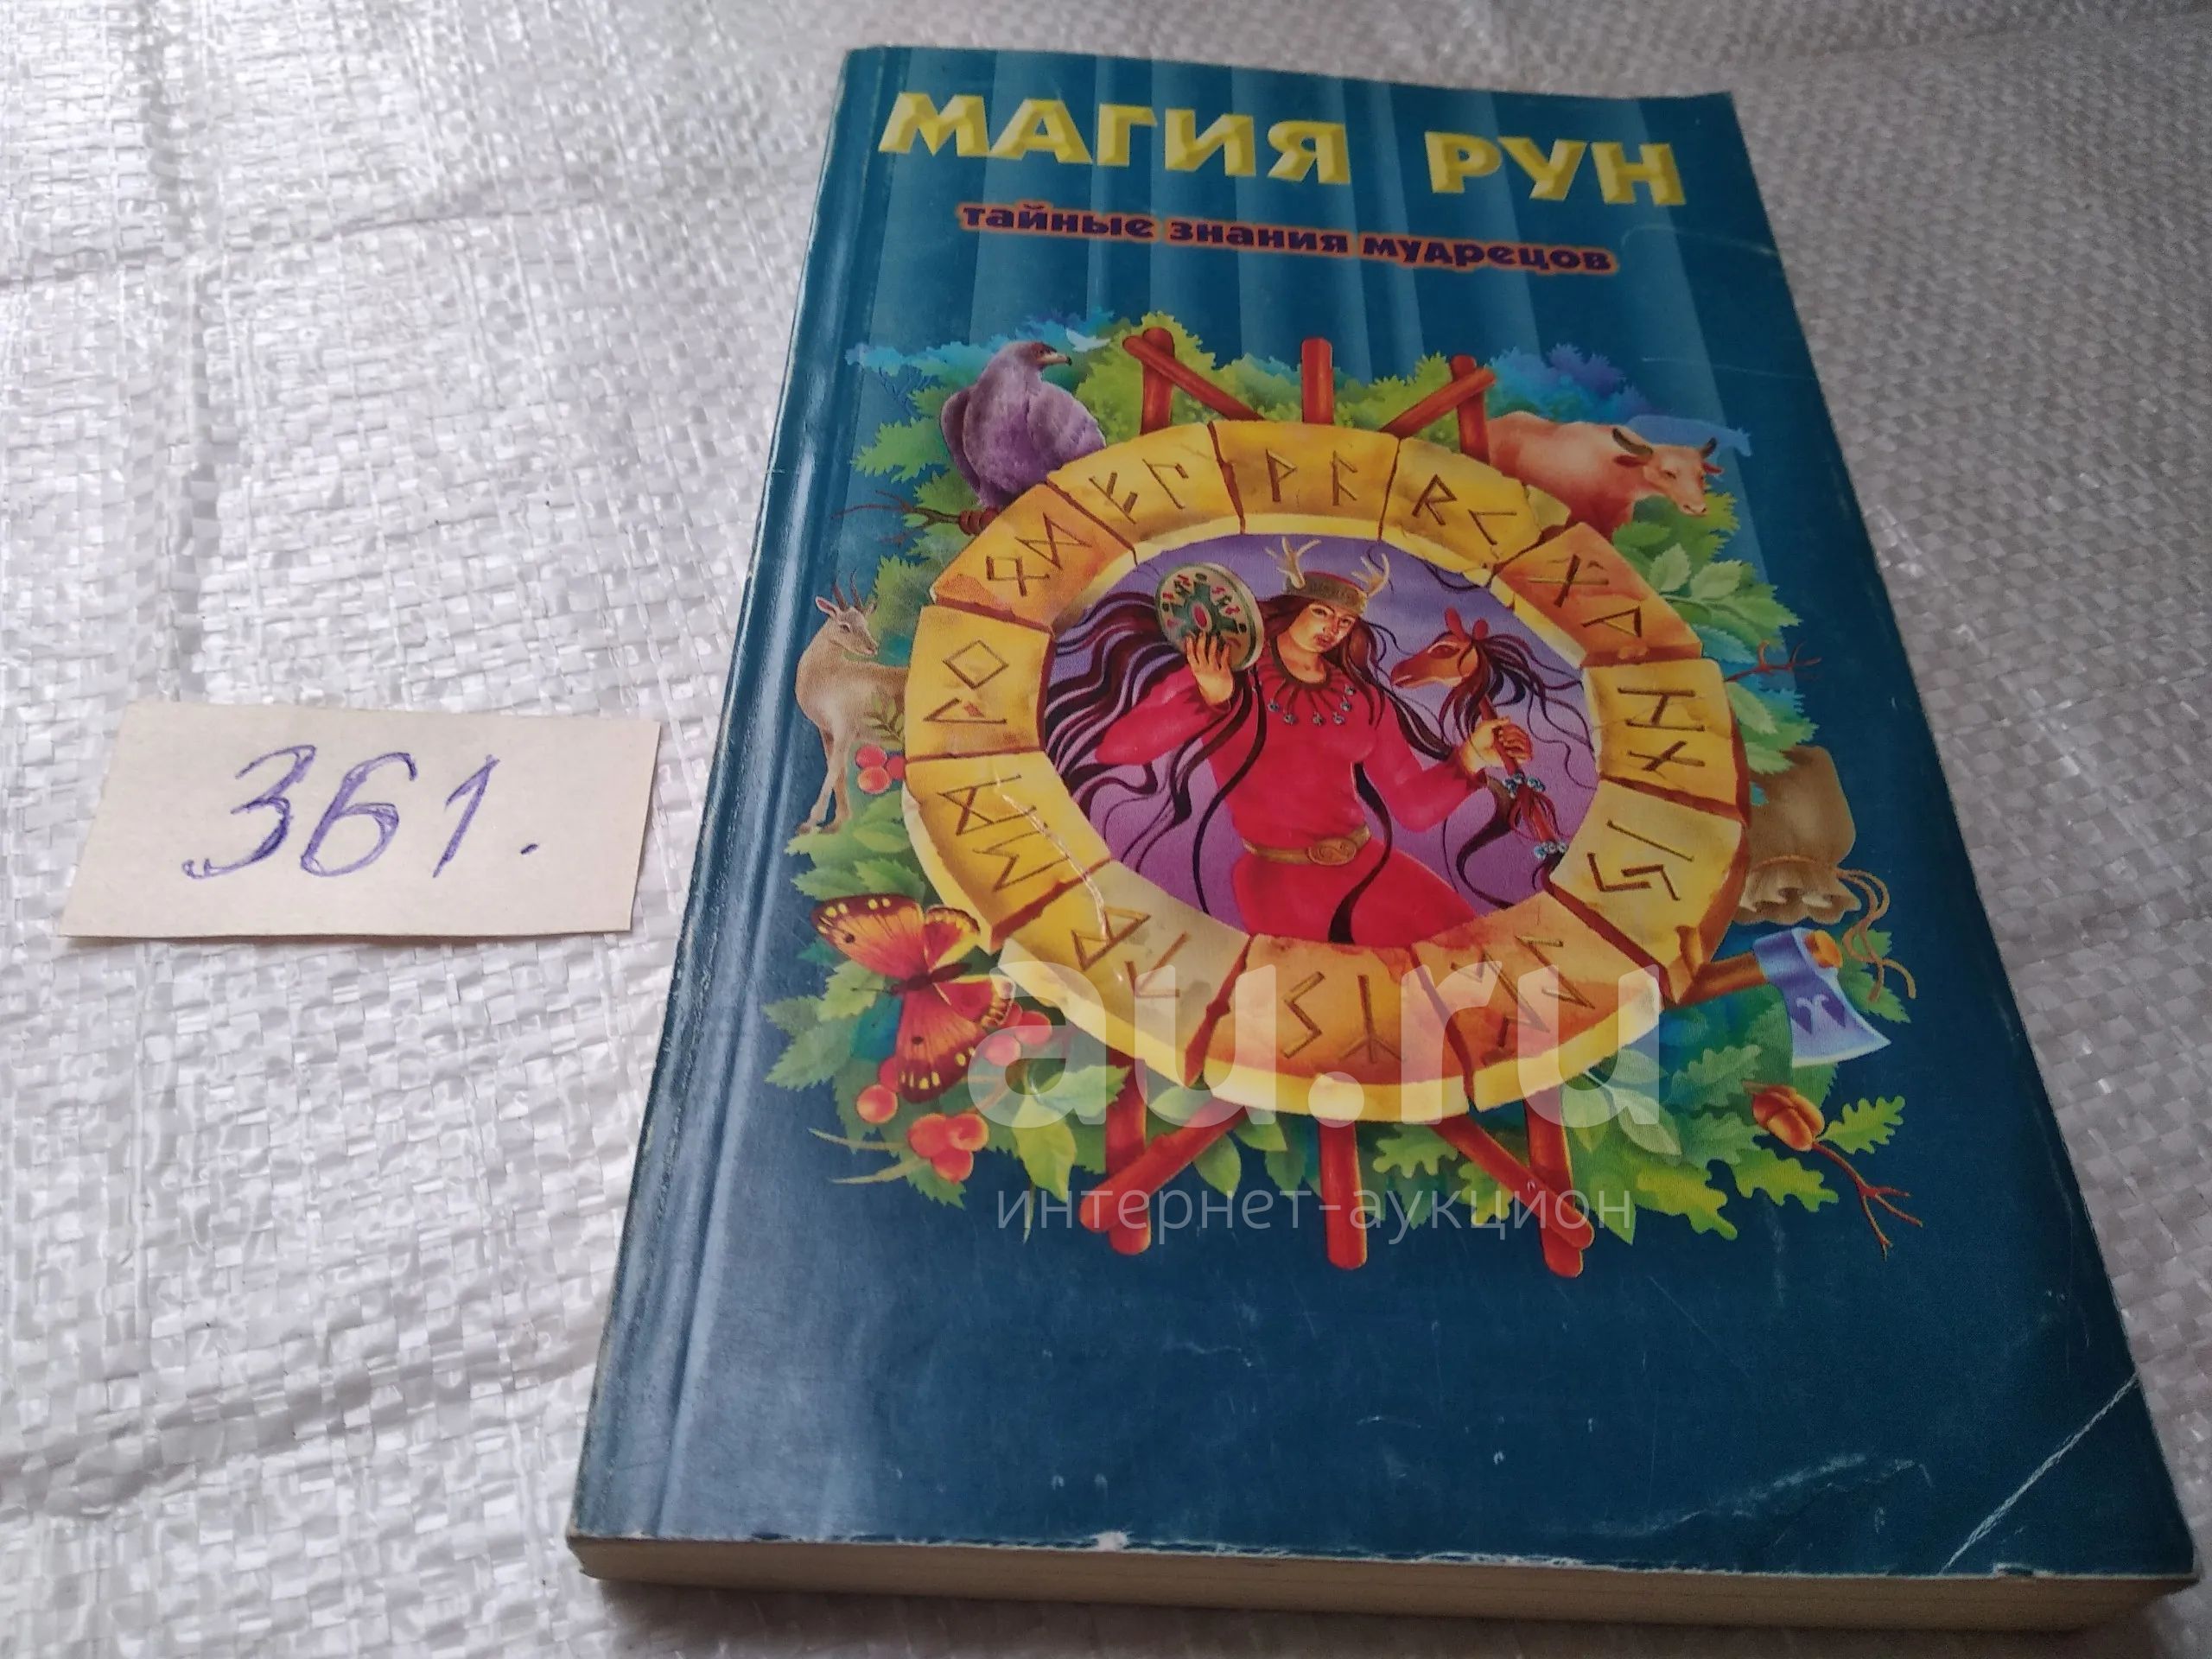 МАГИЯ РУН
тайные знания мудрецов
361.
au.ru
интернет-аукцион